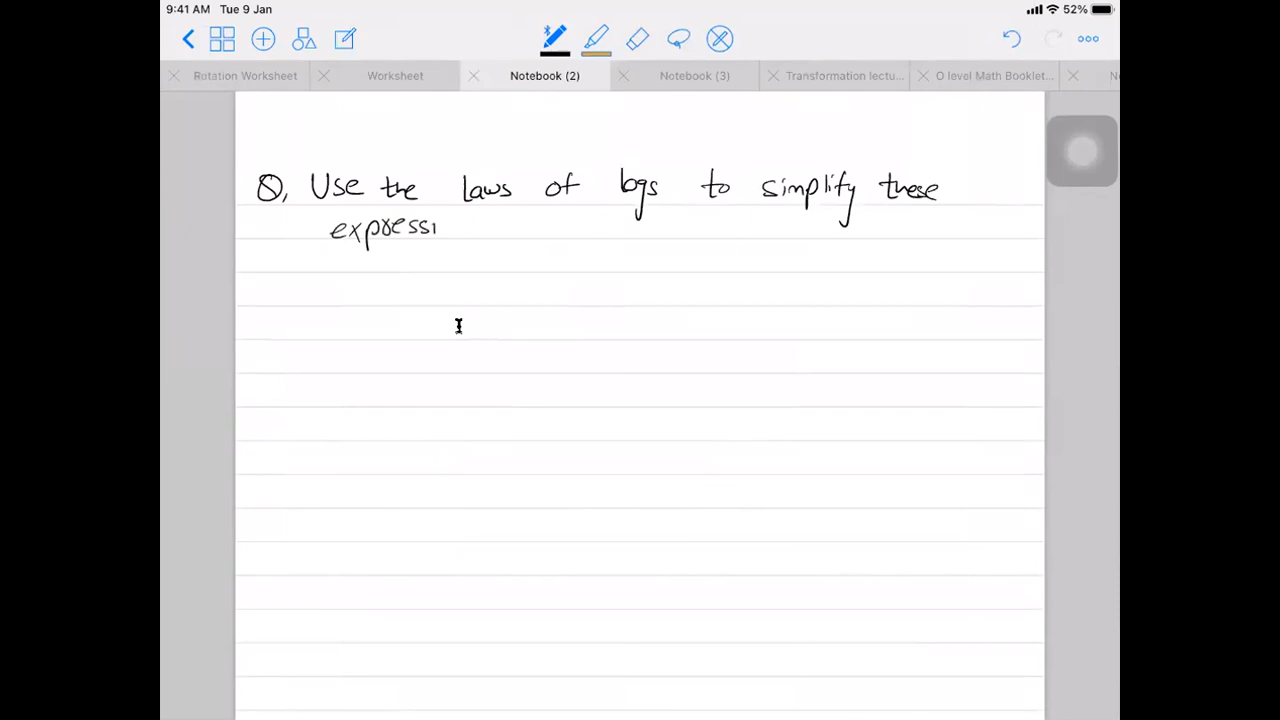 9:41 AM Tue 9 Jan 52%
Rotation Worksheet Worksheet Notebook (2) Notebook (3) Transformation lectu... O level Math Booklet... N
Q, Use the laws of logs to simplify these
expressi